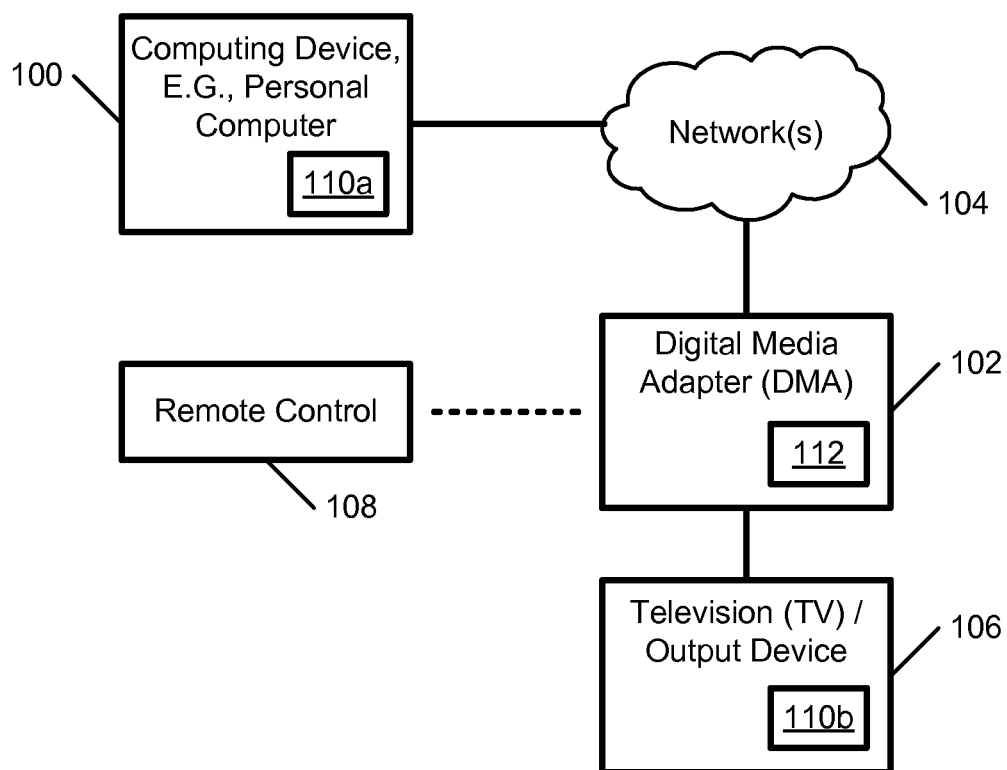 Computing Device,
E.G., Personal
Computer
110a
100
Network(s)
104
Digital Media
Adapter (DMA)
112
102
Remote Control
108
Television (TV) /
Output Device
110b
106